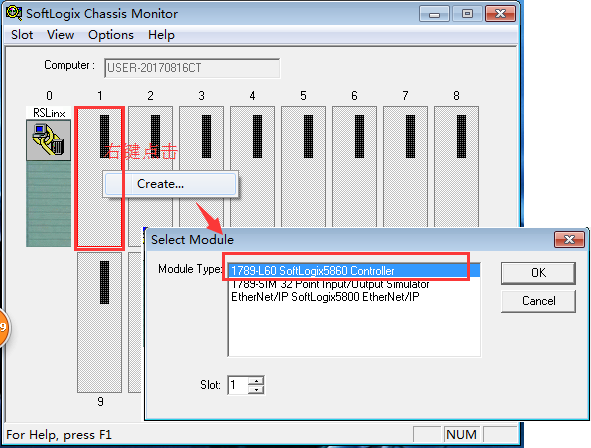 SoftLogix Chassis Monitor
Slot View Options Help
Computer : USER-20170816CT
0 1 2 3 4 5 6 7 8
RSLinx
右键点击
Create...
Select Module
Module Type: 1789-L60 SoftLogix5860 Controller
1789-SIM 32 Point Input/Output Simulator
EtherNet/IP SoftLogix5800 EtherNet/IP
OK
Cancel
Slot: 1
9
9
For Help, press F1
NUM